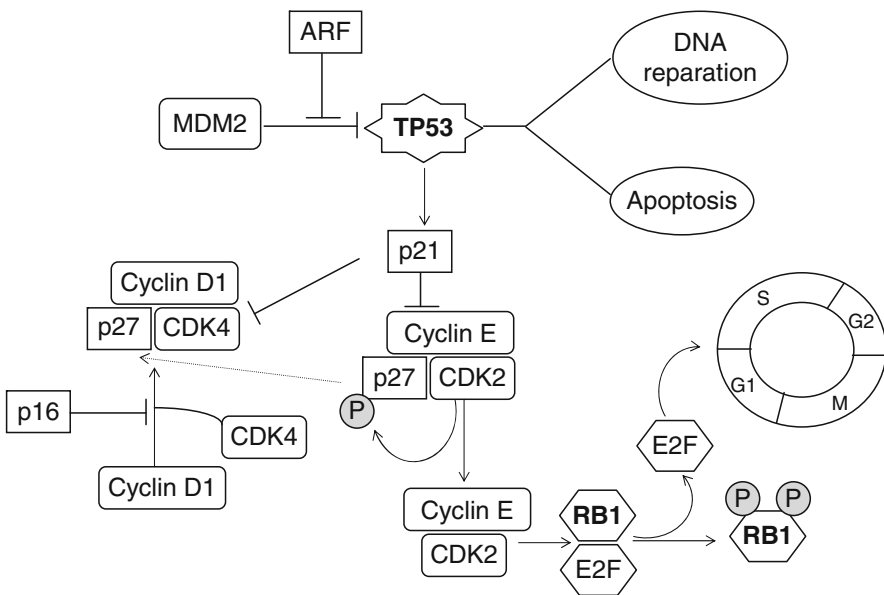 ARF
DNA
reparation
MDM2
TP53
Apoptosis
p21
Cyclin D1
p27
CDK4
Cyclin E
p27
CDK2
P
p16
CDK4
Cyclin D1
S
G2
G1
M
E2F
Cyclin E
CDK2
RB1
E2F
P
P
RB1